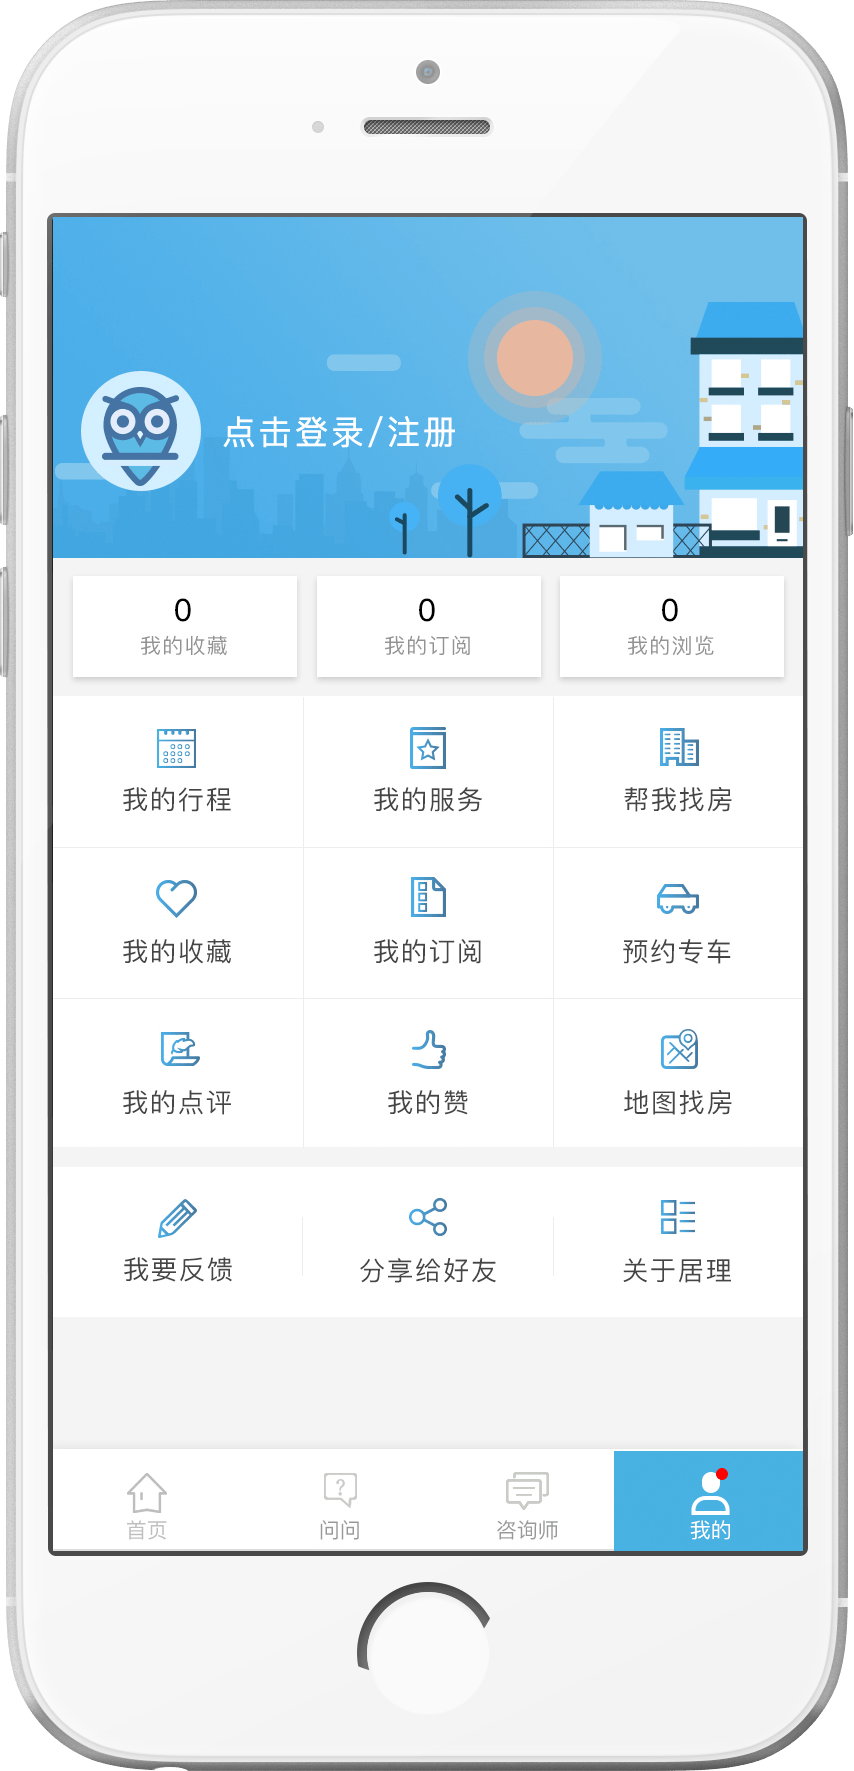 点击登录/注册
0 0 0
我的收藏 我的订阅 我的浏览
我的行程 我的服务 帮我找房
我的收藏 我的订阅 预约专车
我的点评 我的赞 地图找房
我要反馈 分享给好友 关于居理
首页 问问 咨询师 我的